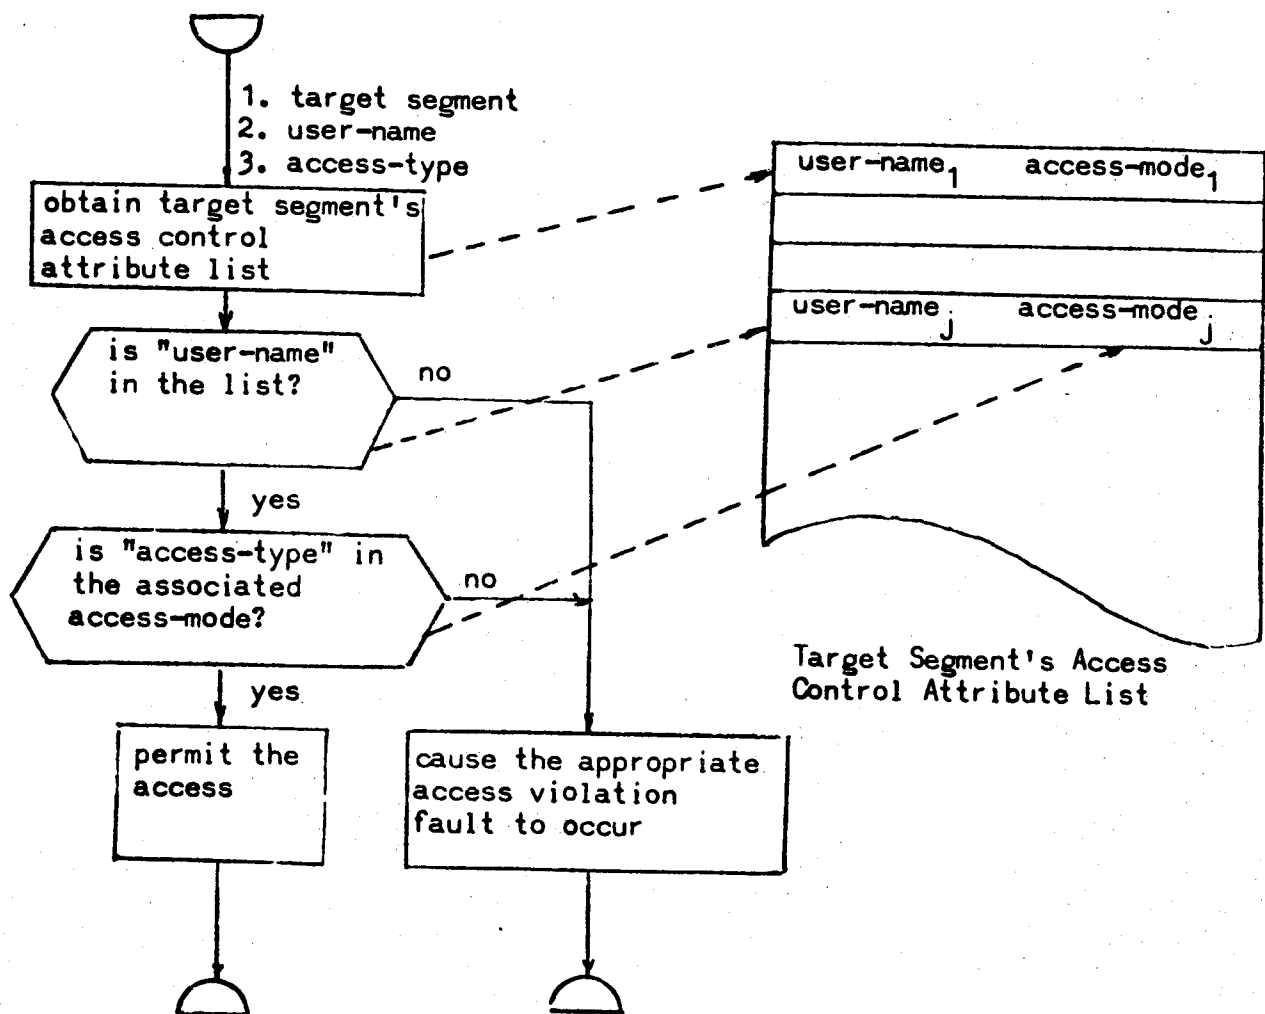 1. target segment
2. user-name
3. access-type
obtain target segment's
access control
attribute list
is "user-name"
in the list?
no
yes
is "access-type" in
the associated
access-mode?
no
yes
permit the
access
cause the appropriate
access violation
fault to occur
user-name1 access-mode1
user-namej access-modej
Target Segment's Access
Control Attribute List